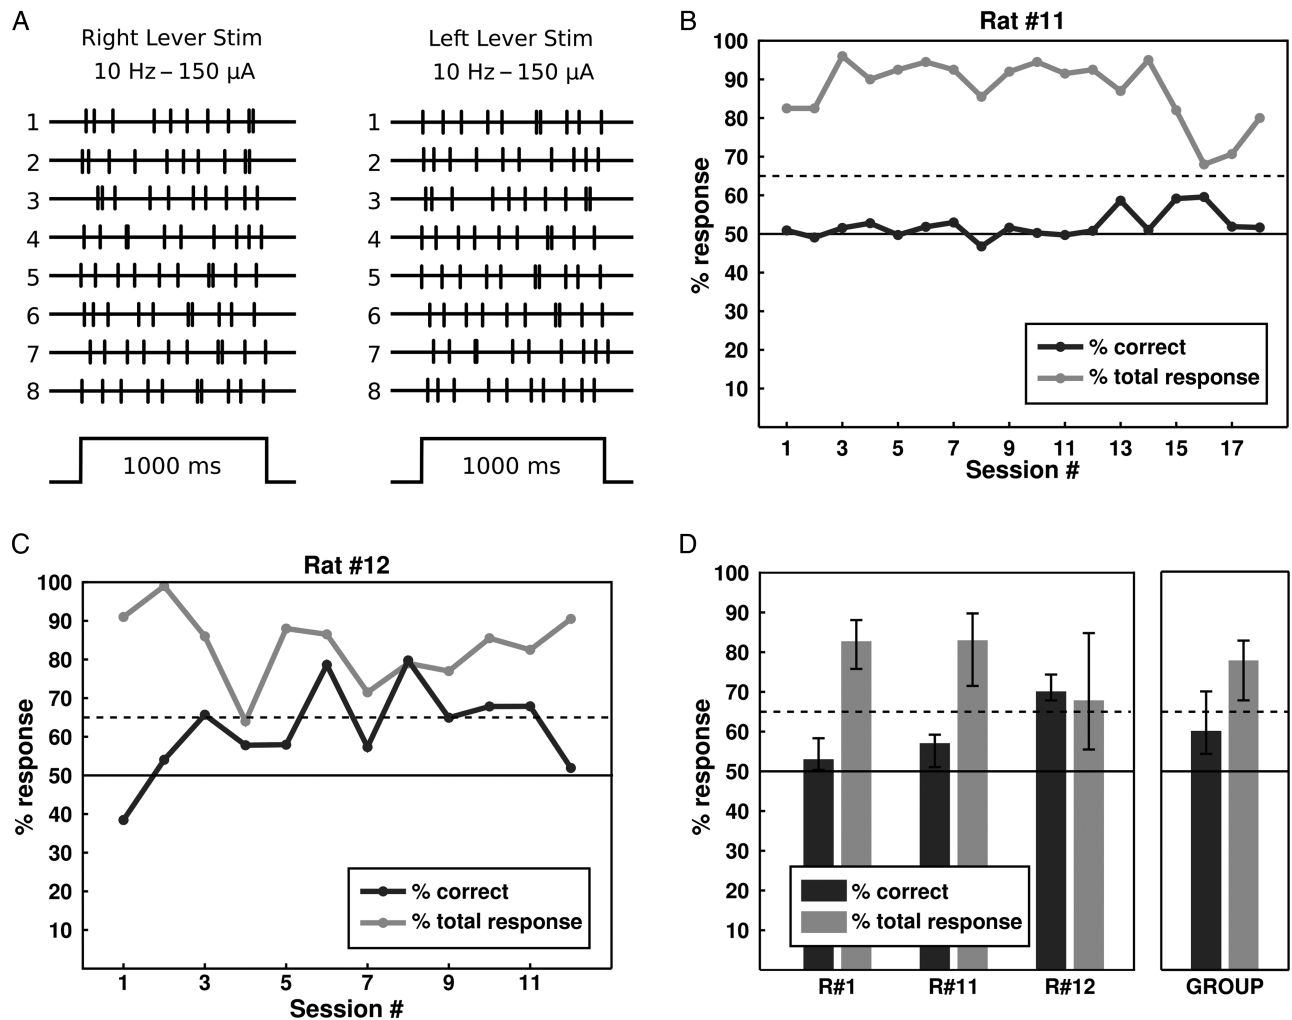 A
Right Lever Stim
10 Hz – 150 µA
1
2
3
4
5
6
7
8
1000 ms
Left Lever Stim
10 Hz – 150 µA
1
2
3
4
5
6
7
8
1000 ms
B
Rat #11
% response
100
90
80
70
60
50
40
30
20
10
% correct
% total response
1 3 5 7 9 11 13 15 17
Session #
C
Rat #12
% response
100
90
80
70
60
50
40
30
20
10
% correct
% total response
1 3 5 7 9 11
Session #
D
% response
100
90
80
70
60
50
40
30
20
10
% correct
% total response
R#1 R#11 R#12 GROUP